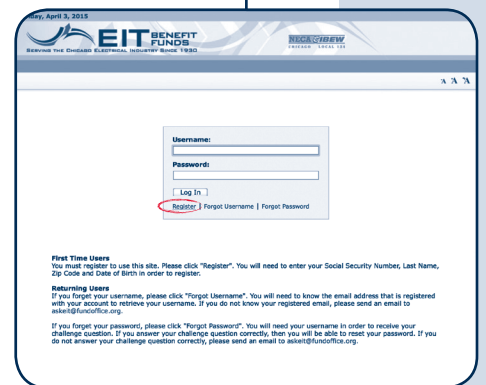 day, April 3, 2015
EIT BENEFIT FUNDS
SERVING THE CHICAGO ELECTRICAL INDUSTRY SINCE 1930
NECA IBEW
CHICAGO LOCAL 134
A A A
Username:
Password:
Log In
Register | Forgot Username | Forgot Password
First Time Users
You must register to use this site. Please click "Register". You will need to enter your Social Security Number, Last Name,
Zip Code and Date of Birth in order to register.
Returning Users
If you forget your username, please click "Forgot Username". You will need to know the email address that is registered
with your account to retrieve your username. If you do not know your registered email, please send an email to
askeit@fundoffice.org.
If you forget your password, please click "Forgot Password". You will need your username in order to receive your
challenge question. If you answer your challenge question correctly, then you will be able to reset your password. If you
do not answer your challenge question correctly, please send an email to askeit@fundoffice.org.